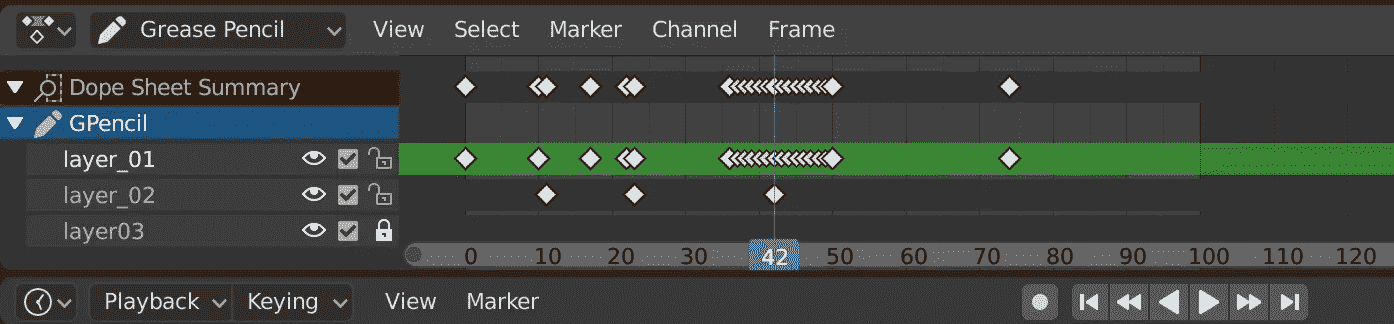 Grease Pencil View Select Marker Channel Frame
Dope Sheet Summary
GPencil
layer_01
layer_02
layer03
0 10 20 30 42 50 60 70 80 90 100 110 120
Playback Keying View Marker